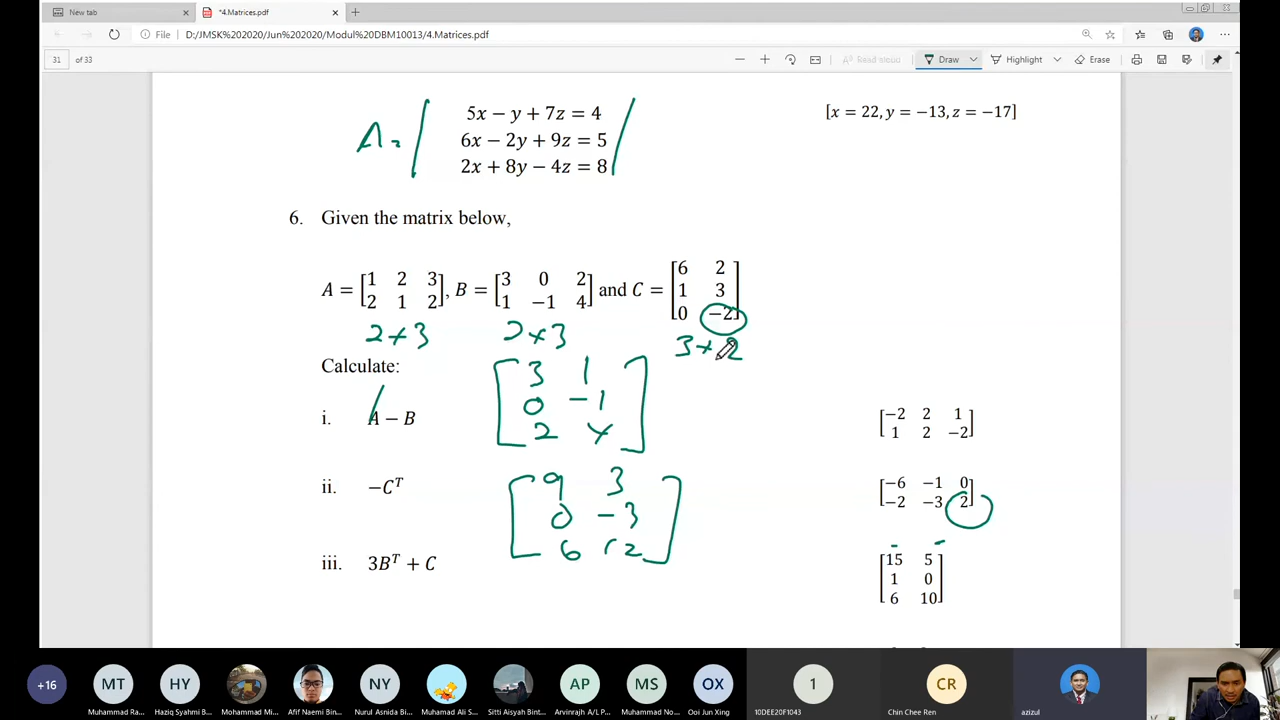 New tab
*4.Matrices.pdf
File
D:/JMSK%202020/Jun%202020/Modul%20DBM10013/4.Matrices.pdf
31 of 33
Read aloud
Draw
Highlight
Erase
A =
5x − y + 7z = 4
6x − 2y + 9z = 5
2x + 8y − 4z = 8
[x = 22, y = −13, z = −17]
6. Given the matrix below,
A = [1 2 3
2 1 2], B = [3 0 2
1 −1 4] and C = [6 2
1 3
0 −2]
2 × 3
2 × 3
3 × 2
Calculate:
3 1
0 −1
2 4
i. A − B
[−2 2 1
1 2 −2]
9 3
0 −3
6 12
ii. −Cᵀ
[−6 −1 0
−2 −3 2]
iii. 3Bᵀ + C
[15 5
1 0
6 10]
+16
MT
HY
NY
AP
MS
OX
1
CR
Muhammad Ra...
Haziq Syahmi B...
Mohammad Mi...
Afif Naemi Bin...
Nurul Asnida Bi...
Muhamad Ali S...
Sitti Aisyah Bint...
Arvinrajh A/L P...
Muhammad No...
Ooi Jun Xing
10DEE20F1043
Chin Chee Ren
azizul